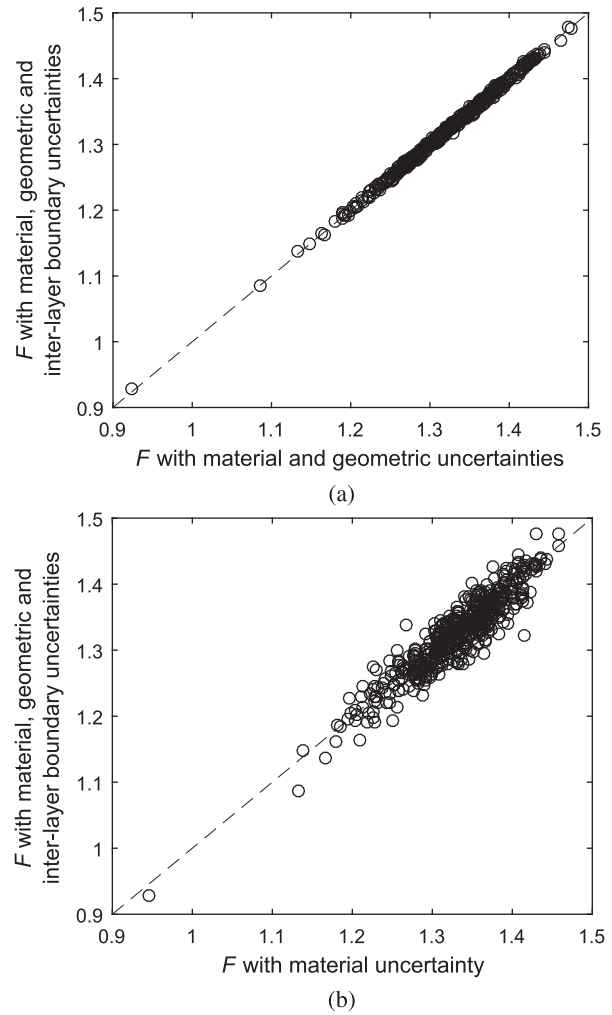 F with material, geometric and
inter-layer boundary uncertainties
1.5
1.4
1.3
1.2
1.1
1
0.9
0.9 1 1.1 1.2 1.3 1.4 1.5
F with material and geometric uncertainties
(a)
F with material, geometric and
inter-layer boundary uncertainties
1.5
1.4
1.3
1.2
1.1
1
0.9
0.9 1 1.1 1.2 1.3 1.4 1.5
F with material uncertainty
(b)